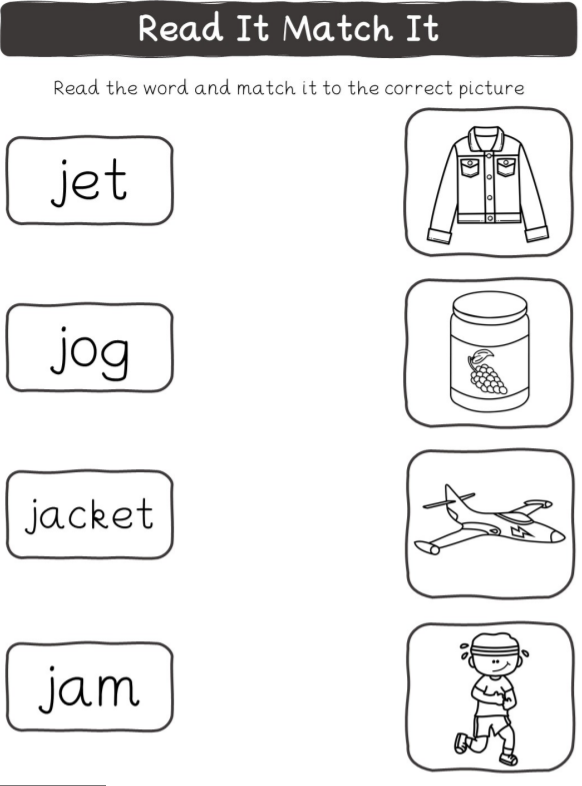 Read It Match It
Read the word and match it to the correct picture
jet
jog
jacket
jam